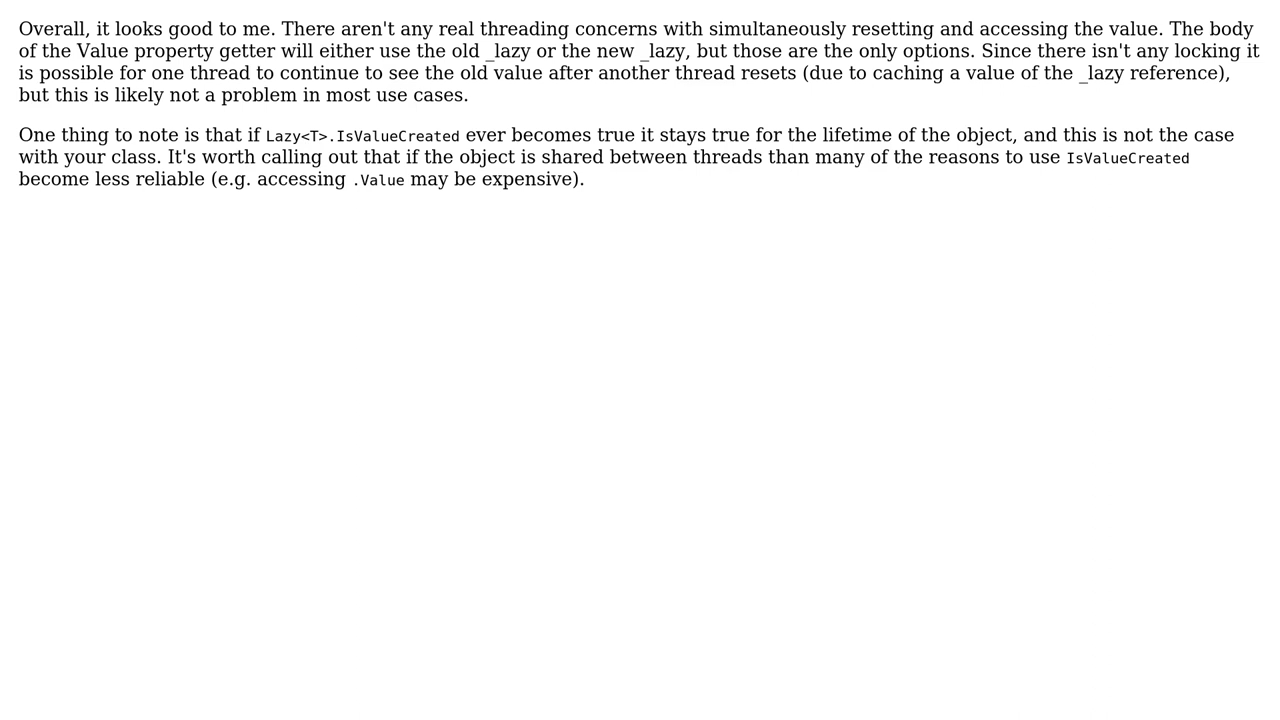 Overall, it looks good to me. There aren't any real threading concerns with simultaneously resetting and accessing the value. The body
of the Value property getter will either use the old _lazy or the new _lazy, but those are the only options. Since there isn't any locking it
is possible for one thread to continue to see the old value after another thread resets (due to caching a value of the _lazy reference),
but this is likely not a problem in most use cases.
One thing to note is that if Lazy<T>.IsValueCreated ever becomes true it stays true for the lifetime of the object, and this is not the case
with your class. It's worth calling out that if the object is shared between threads than many of the reasons to use IsValueCreated
become less reliable (e.g. accessing .Value may be expensive).